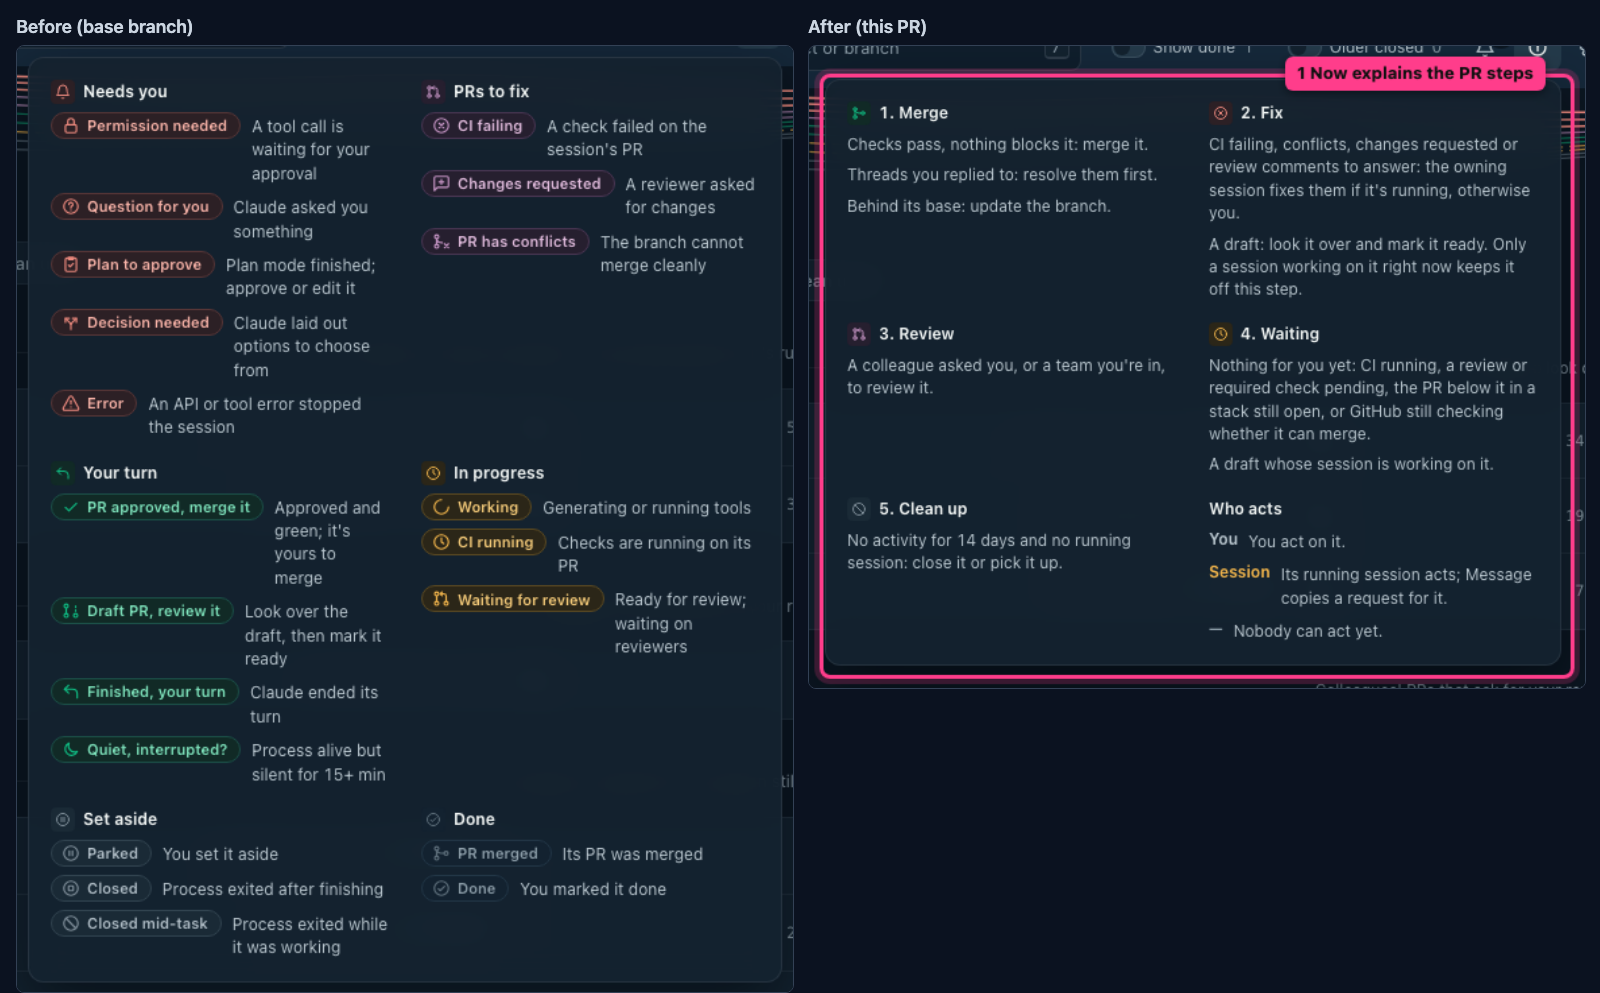 Before (base branch)
Needs you
Permission needed
A tool call is
waiting for your
approval
Question for you
Claude asked you
something
Plan to approve
Plan mode finished;
approve or edit it
Decision needed
Claude laid out
options to choose
from
Error
An API or tool error stopped
the session
PRs to fix
CI failing
A check failed on the
session's PR
Changes requested
A reviewer asked
for changes
PR has conflicts
The branch cannot
merge cleanly
Your turn
PR approved, merge it
Approved and
green; it's
yours to
merge
Draft PR, review it
Look over the
draft, then mark it
ready
Finished, your turn
Claude ended its
turn
Quiet, interrupted?
Process alive but
silent for 15+ min
In progress
Working
Generating or running tools
CI running
Checks are running on its
PR
Waiting for review
Ready for review;
waiting on
reviewers
Set aside
Parked
You set it aside
Closed
Process exited after finishing
Closed mid-task
Process exited while
it was working
Done
PR merged
Its PR was merged
Done
You marked it done
After (this PR)
t or branch
/
Show done 1
Older closed 0
1 Now explains the PR steps
1. Merge
Checks pass, nothing blocks it: merge it.
Threads you replied to: resolve them first.
Behind its base: update the branch.
2. Fix
CI failing, conflicts, changes requested or
review comments to answer: the owning
session fixes them if it's running, otherwise
you.
A draft: look it over and mark it ready. Only
a session working on it right now keeps it
off this step.
3. Review
A colleague asked you, or a team you're in,
to review it.
4. Waiting
Nothing for you yet: CI running, a review or
required check pending, the PR below it in a
stack still open, or GitHub still checking
whether it can merge.
A draft whose session is working on it.
5. Clean up
No activity for 14 days and no running
session: close it or pick it up.
Who acts
You You act on it.
Session Its running session acts; Message
copies a request for it.
— Nobody can act yet.
34
19
7